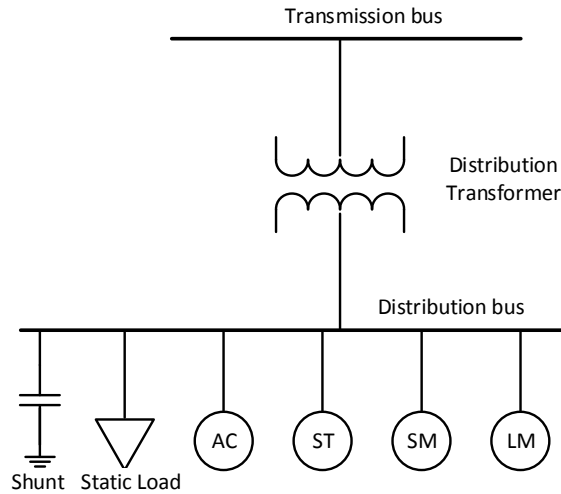 Transmission bus
Distribution
Transformer
Distribution bus
AC
ST
SM
LM
Shunt
Static Load